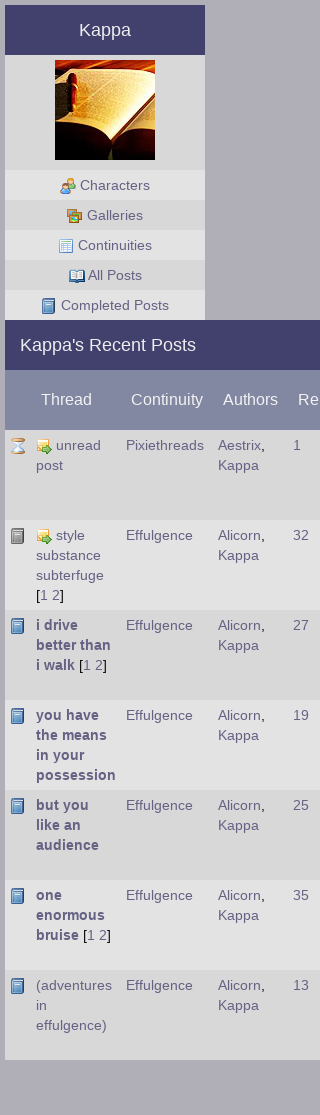 Kappa
Characters
Galleries
Continuities
All Posts
Completed Posts
Kappa's Recent Posts
Thread Continuity Authors Re
unread Pixiethreads Aestrix, 1
post Kappa
style Effulgence Alicorn, 32
substance Kappa
subterfuge
[1 2]
i drive Effulgence Alicorn, 27
better than Kappa
i walk [1 2]
you have Effulgence Alicorn, 19
the means Kappa
in your
possession
but you Effulgence Alicorn, 25
like an Kappa
audience
one Effulgence Alicorn, 35
enormous Kappa
bruise [1 2]
(adventures Effulgence Alicorn, 13
in Kappa
effulgence)